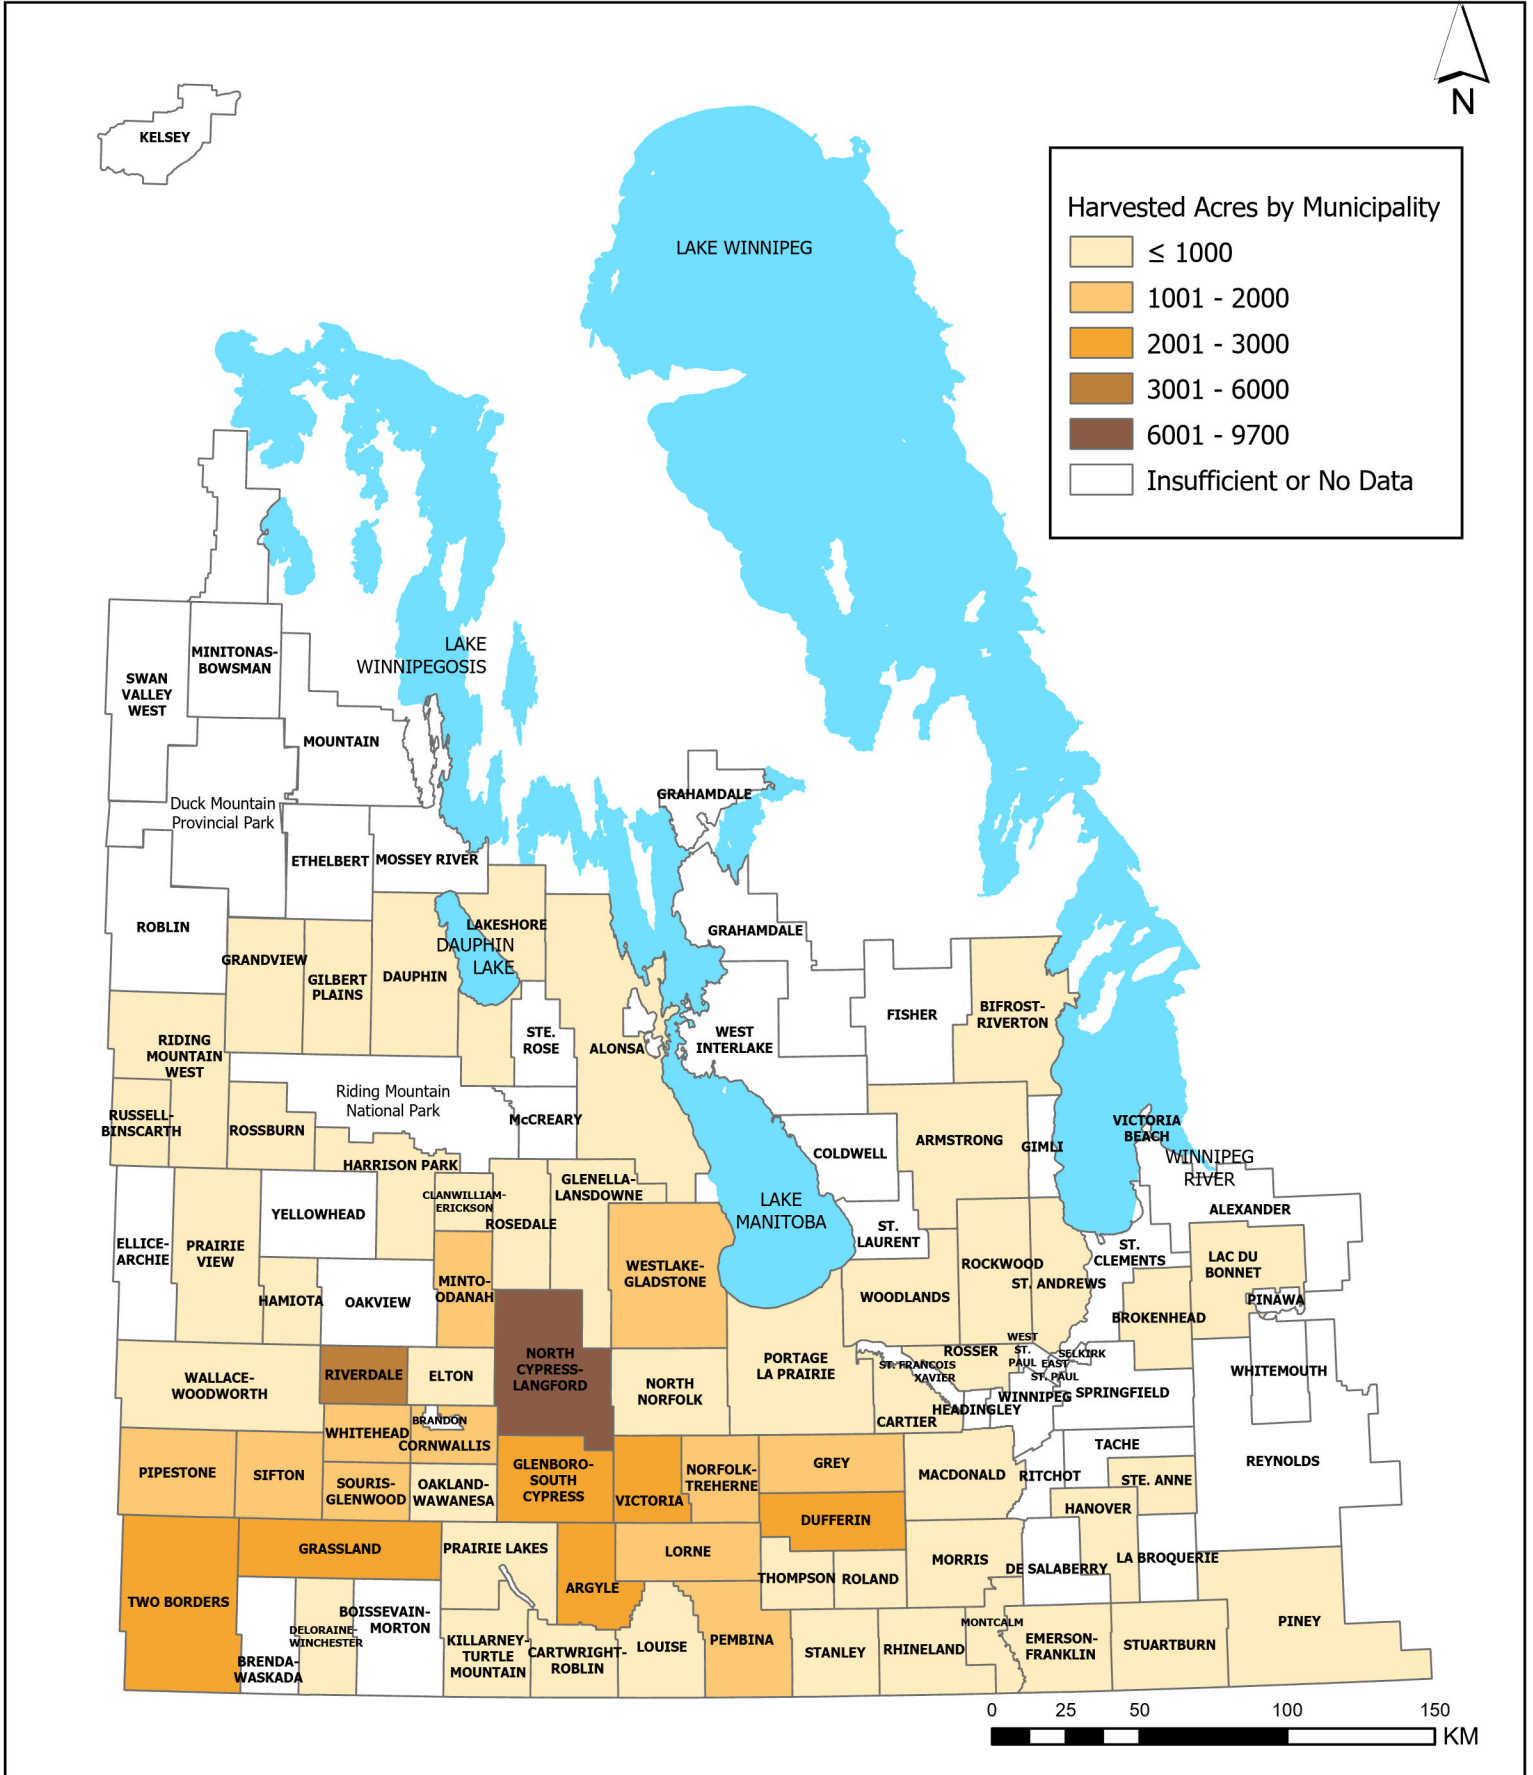 N
KELSEY
LAKE WINNIPEG
Harvested Acres by Municipality
≤ 1000
1001 - 2000
2001 - 3000
3001 - 6000
6001 - 9700
Insufficient or No Data
LAKE
WINNIPEGOSIS
MINITONAS-
BOWSMAN
SWAN
VALLEY
WEST
MOUNTAIN
Duck Mountain
Provincial Park
GRAHAMDALE
ETHELBERT
MOSSEY RIVER
ROBLIN
LAKESHORE
DAUPHIN
LAKE
GRAHAMDALE
GRANDVIEW
GILBERT
PLAINS
DAUPHIN
STE.
ROSE
ALONSA
WEST
INTERLAKE
FISHER
BIFROST-
RIVERTON
RIDING
MOUNTAIN
WEST
Riding Mountain
National Park
RUSSELL-
BINSCARTH
ROSSBURN
McCREARY
HARRISON PARK
COLDWELL
ARMSTRONG
GIMLI
VICTORIA
BEACH
WINNIPEG
RIVER
CLANWILLIAM-
ERICKSON
GLENELLA-
LANSDOWNE
LAKE
MANITOBA
ALEXANDER
YELLOWHEAD
ROSEDALE
ST.
LAURENT
ELLICE-
ARCHIE
PRAIRIE
VIEW
ST.
CLEMENTS
LAC DU
BONNET
WESTLAKE-
GLADSTONE
ROCKWOOD
ST. ANDREWS
HAMIOTA
OAKVIEW
MINTO-
ODANAH
WOODLANDS
PINAWA
BROKENHEAD
WALLACE-
WOODWORTH
RIVERDALE
ELTON
NORTH
CYPRESS-
LANGFORD
NORTH
NORFOLK
PORTAGE
LA PRAIRIE
ROSSER
WEST
ST.
PAUL
EAST
ST. PAUL
SELKIRK
ST. FRANCOIS
XAVIER
WHITEMOUTH
WINNIPEG
SPRINGFIELD
HEADINGLEY
CARTIER
BRANDON
WHITEHEAD
CORNWALLIS
TACHE
PIPESTONE
SIFTON
SOURIS-
GLENWOOD
OAKLAND-
WAWANESA
GLENBORO-
SOUTH
CYPRESS
VICTORIA
NORFOLK-
TREHERNE
GREY
MACDONALD
RITCHOT
STE. ANNE
REYNOLDS
HANOVER
DUFFERIN
GRASSLAND
PRAIRIE LAKES
LORNE
MORRIS
DE SALABERRY
LA BROQUERIE
TWO BORDERS
ARGYLE
THOMPSON
ROLAND
BOISSEVAIN-
MORTON
DELORAINE-
WINCHESTER
BRENDA-
WASKADA
KILLARNEY-
TURTLE
MOUNTAIN
CARTWRIGHT-
ROBLIN
LOUISE
PEMBINA
STANLEY
RHINELAND
MONTCALM
EMERSON-
FRANKLIN
STUARTBURN
PINEY
0 25 50 100 150
KM